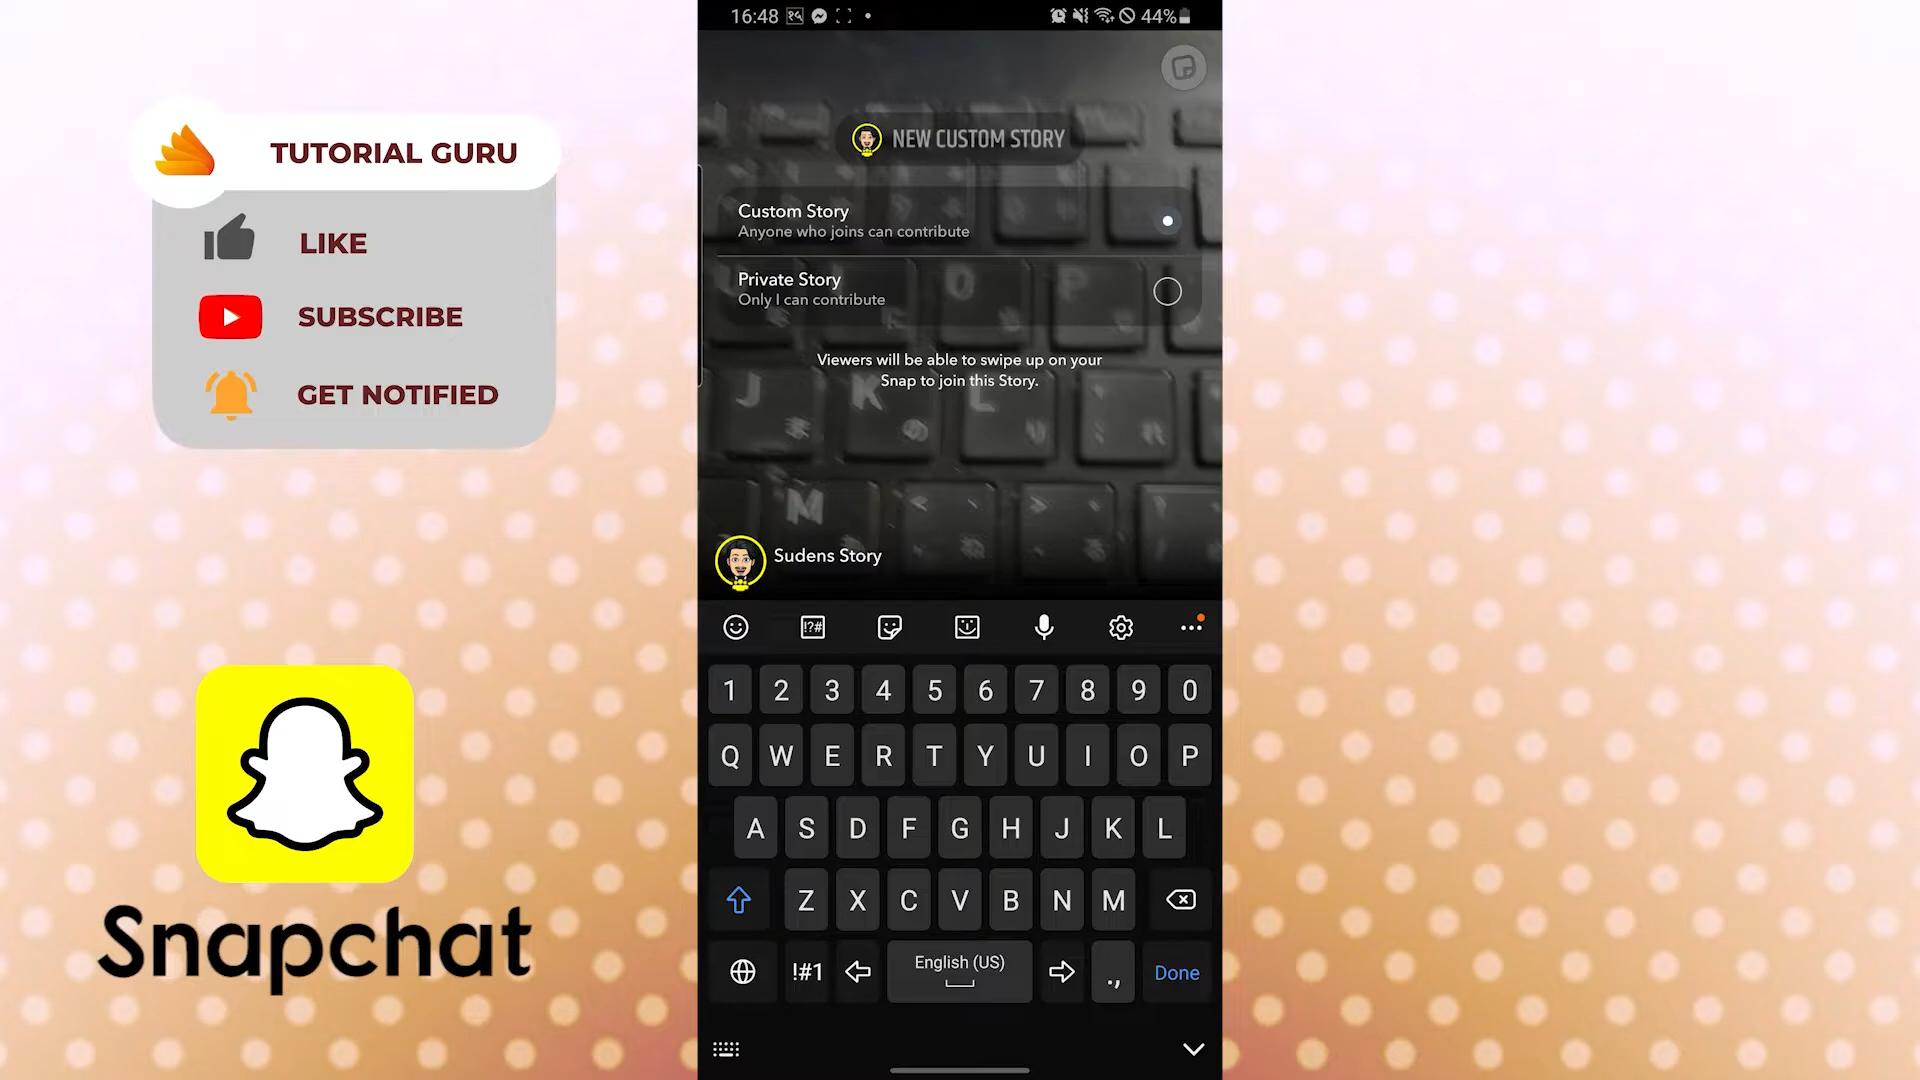 TUTORIAL GURU
LIKE
SUBSCRIBE
GET NOTIFIED
Snapchat
16:48
44%
NEW CUSTOM STORY
Custom Story
Anyone who joins can contribute
Private Story
Only I can contribute
Viewers will be able to swipe up on your
Snap to join this Story.
O P
J K L
M
Sudens Story
!?#
1 2 3 4 5 6 7 8 9 0
Q W E R T Y U I O P
A S D F G H J K L
Z X C V B N M
!#1 English (US) ., Done